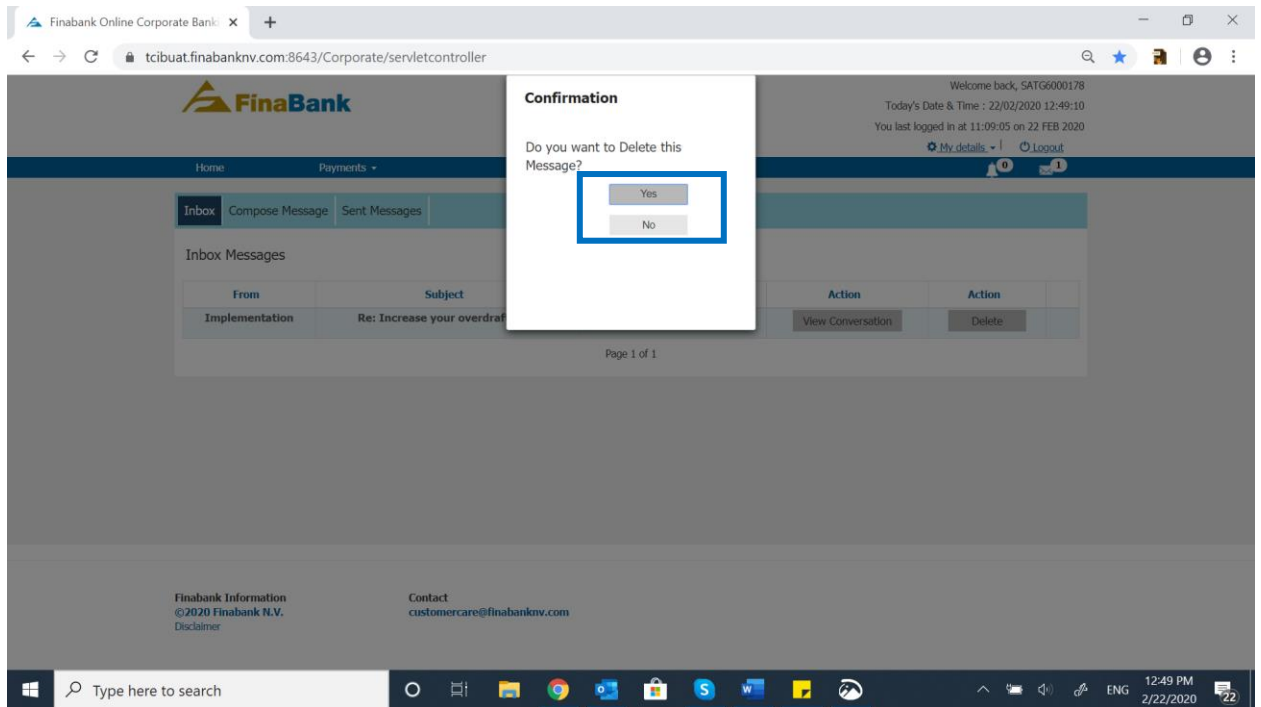 Finabank Online Corporate Bank
tcibuat.finabanknv.com:8643/Corporate/servletcontroller
FinaBank
Welcome back, SATG6000178
Today's Date & Time : 22/02/2020 12:49:10
You last logged in at 11:09:05 on 22 FEB 2020
My details Logout
Home Payments 0 1
Confirmation
Do you want to Delete this
Message?
Yes
No
Inbox Compose Message Sent Messages
Inbox Messages
From Subject Action Action
Implementation Re: Increase your overdraf View Conversation Delete
Page 1 of 1
Finabank Information Contact
©2020 Finabank N.V. customercare@finabanknv.com
Disclaimer
Type here to search
ENG
12:49 PM
2/22/2020
22